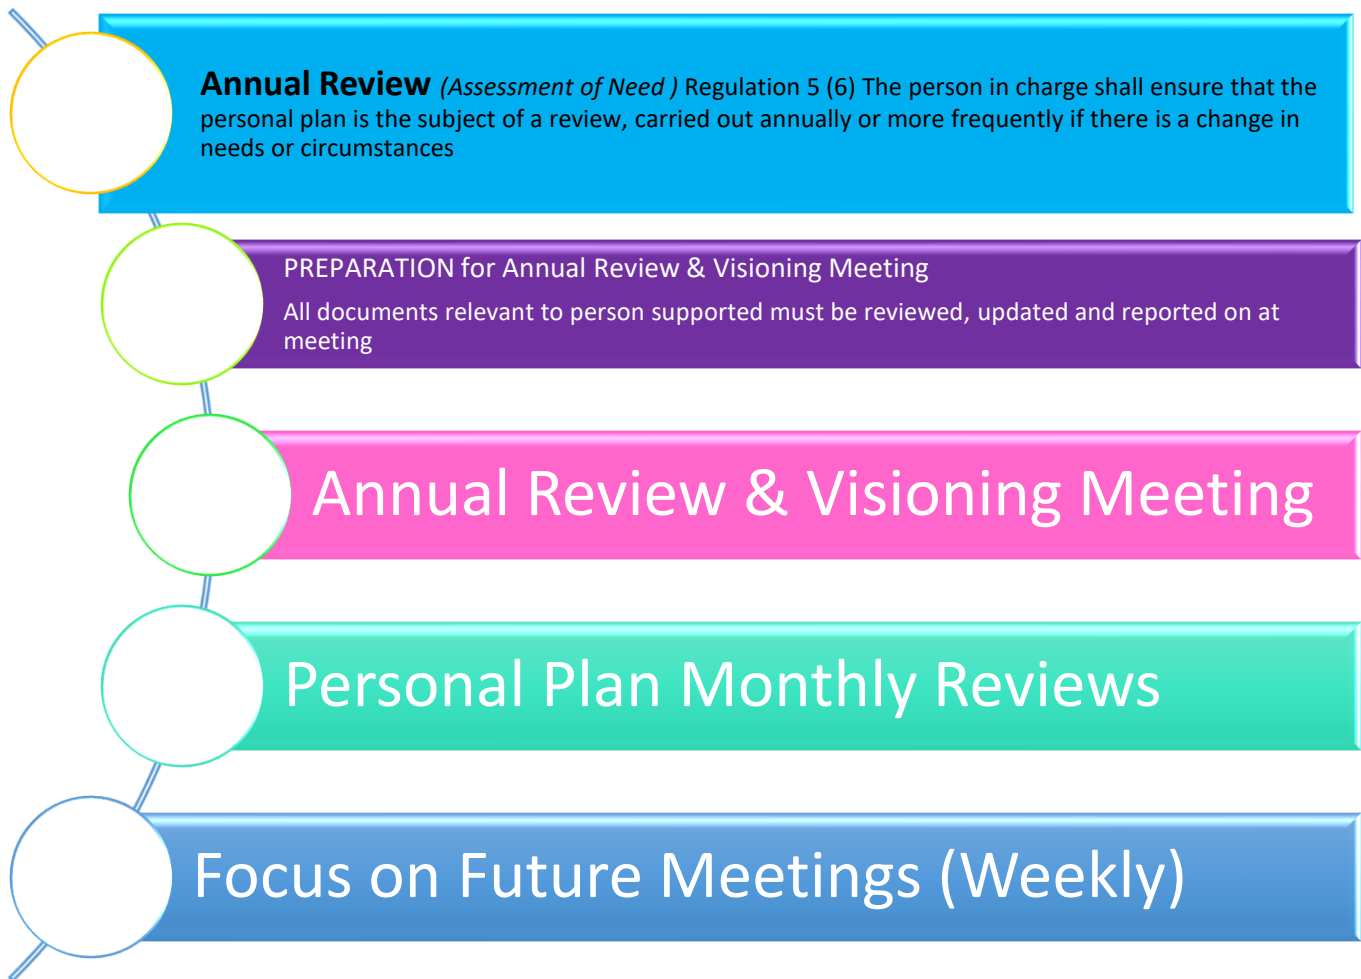 Annual Review (Assessment of Need ) Regulation 5 (6) The person in charge shall ensure that the
personal plan is the subject of a review, carried out annually or more frequently if there is a change in
needs or circumstances
PREPARATION for Annual Review & Visioning Meeting
All documents relevant to person supported must be reviewed, updated and reported on at
meeting
Annual Review & Visioning Meeting
Personal Plan Monthly Reviews
Focus on Future Meetings (Weekly)